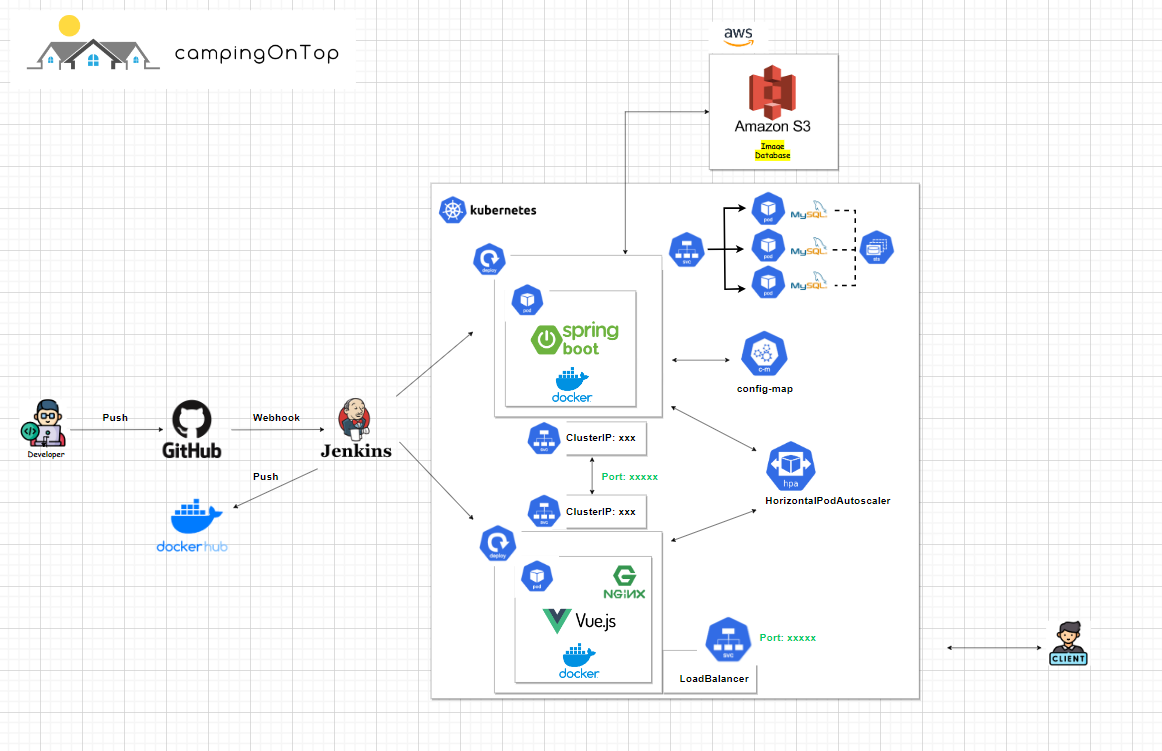 campingOnTop
aws
Amazon S3
Image
Database
kubernetes
deploy
pod
spring
boot
docker
svc
pod
MySQL
pod
MySQL
pod
MySQL
sts
c-m
config-map
Push
Webhook
Developer
GitHub
Jenkins
Push
dockerhub
svc
ClusterIP: xxx
Port: xxxxx
svc
ClusterIP: xxx
hpa
HorizontalPodAutoscaler
deploy
pod
NGINX
Vue.js
docker
svc
Port: xxxxx
LoadBalancer
CLIENT